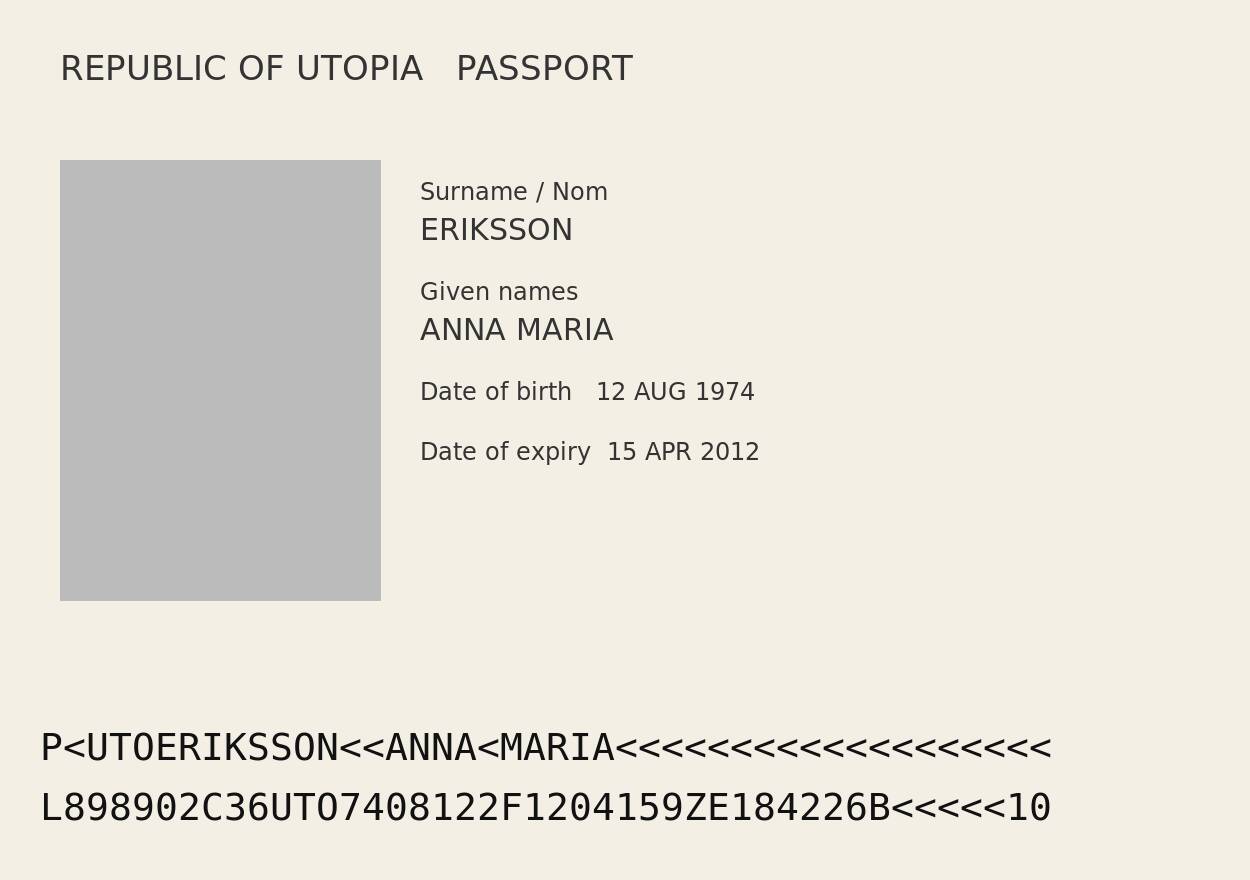 REPUBLIC OF UTOPIA PASSPORT
Surname / Nom
ERIKSSON
Given names
ANNA MARIA
Date of birth 12 AUG 1974
Date of expiry 15 APR 2012
P<UTOERIKSSON<<ANNA<MARIA<<<<<<<<<<<<<<<<<<<
L898902C36UTO7408122F1204159ZE184226B<<<<<10